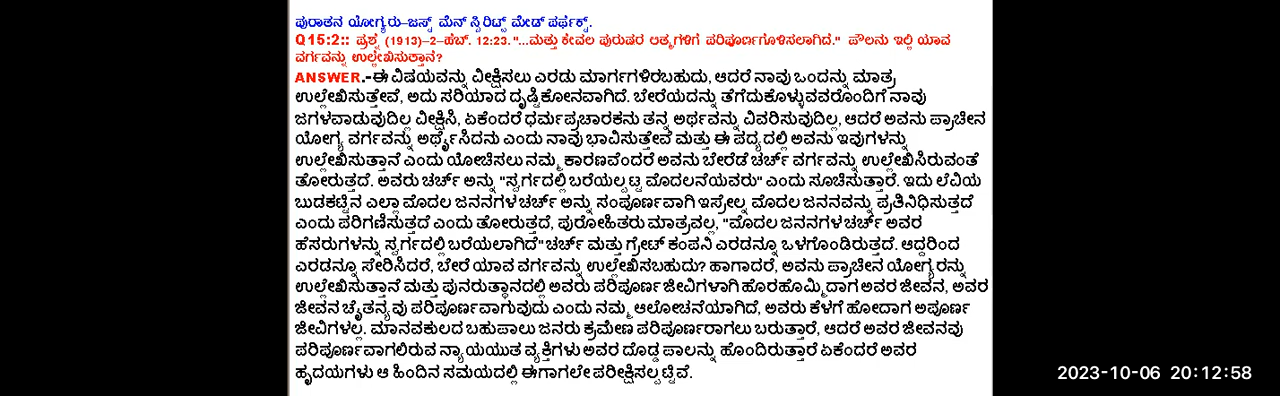 ಪುರಾತನ ಯೋಗ್ಯರು–ಜಸ್ಟ್ ಮೆನ್ ಸ್ಪಿರಿಟ್ಸ್ ಮೇಡ್ ಪರ್ಫೆಕ್ಟ್.
Q15:2:: ಪ್ರಶ್ನೆ (1913)–2–ಹೆಬ್. 12:23. "...ಮತ್ತು ಕೇವಲ ಪುರುಷರ ಆತ್ಮಗಳಿಗೆ ಪರಿಪೂರ್ಣಗೊಳಿಸಲಾಗಿದೆ." ಪೌಲನು ಇಲ್ಲಿ ಯಾವ
ವರ್ಗವನ್ನು ಉಲ್ಲೇಖಿಸುತ್ತಾನೆ?
ANSWER.-ಈ ವಿಷಯವನ್ನು ವೀಕ್ಷಿಸಲು ಎರಡು ಮಾರ್ಗಗಳಿರಬಹುದು, ಆದರೆ ನಾವು ಒಂದನ್ನು ಮಾತ್ರ
ಉಲ್ಲೇಖಿಸುತ್ತೇವೆ, ಅದು ಸರಿಯಾದ ದೃಷ್ಟಿಕೋನವಾಗಿದೆ. ಬೇರೆಯದನ್ನು ತೆಗೆದುಕೊಳ್ಳುವವರೊಂದಿಗೆ ನಾವು
ಜಗಳವಾಡುವುದಿಲ್ಲ ವೀಕ್ಷಿಸಿ, ಏಕೆಂದರೆ ಧರ್ಮಪ್ರಚಾರಕನು ತನ್ನ ಅರ್ಥವನ್ನು ವಿವರಿಸುವುದಿಲ್ಲ, ಆದರೆ ಅವನು ಪ್ರಾಚೀನ
ಯೋಗ್ಯ ವರ್ಗವನ್ನು ಅರ್ಥೈಸಿದನು ಎಂದು ನಾವು ಭಾವಿಸುತ್ತೇವೆ ಮತ್ತು ಈ ಪದ್ಯದಲ್ಲಿ ಅವನು ಇವುಗಳನ್ನು
ಉಲ್ಲೇಖಿಸುತ್ತಾನೆ ಎಂದು ಯೋಚಿಸಲು ನಮ್ಮ ಕಾರಣವೆಂದರೆ ಅವನು ಬೇರೆಡೆ ಚರ್ಚ್ ವರ್ಗವನ್ನು ಉಲ್ಲೇಖಿಸಿರುವಂತೆ
ತೋರುತ್ತದೆ. ಅವರು ಚರ್ಚ್ ಅನ್ನು "ಸ್ವರ್ಗದಲ್ಲಿ ಬರೆಯಲ್ಪಟ್ಟ ಮೊದಲನೆಯವರು" ಎಂದು ಸೂಚಿಸುತ್ತಾರೆ. ಇದು ಲೆವಿಯ
ಬುಡಕಟ್ಟಿನ ಎಲ್ಲಾ ಮೊದಲ ಜನನಗಳ ಚರ್ಚ್ ಅನ್ನು ಸಂಪೂರ್ಣವಾಗಿ ಇಸ್ರೇಲ್ನ ಮೊದಲ ಜನನವನ್ನು ಪ್ರತಿನಿಧಿಸುತ್ತದೆ
ಎಂದು ಪರಿಗಣಿಸುತ್ತದೆ ಎಂದು ತೋರುತ್ತದೆ, ಪುರೋಹಿತರು ಮಾತ್ರವಲ್ಲ, "ಮೊದಲ ಜನನಗಳ ಚರ್ಚ್ ಅವರ
ಹೆಸರುಗಳನ್ನು ಸ್ವರ್ಗದಲ್ಲಿ ಬರೆಯಲಾಗಿದೆ" ಚರ್ಚ್ ಮತ್ತು ಗ್ರೇಟ್ ಕಂಪನಿ ಎರಡನ್ನೂ ಒಳಗೊಂಡಿರುತ್ತದೆ. ಆದ್ದರಿಂದ
ಎರಡನ್ನೂ ಸೇರಿಸಿದರೆ, ಬೇರೆ ಯಾವ ವರ್ಗವನ್ನು ಉಲ್ಲೇಖಿಸಬಹುದು? ಹಾಗಾದರೆ, ಅವನು ಪ್ರಾಚೀನ ಯೋಗ್ಯರನ್ನು
ಉಲ್ಲೇಖಿಸುತ್ತಾನೆ ಮತ್ತು ಪುನರುತ್ಥಾನದಲ್ಲಿ ಅವರು ಪರಿಪೂರ್ಣ ಜೀವಿಗಳಾಗಿ ಹೊರಹೊಮ್ಮಿದಾಗ ಅವರ ಜೀವನ, ಅವರ
ಜೀವನ ಚೈತನ್ಯವು ಪರಿಪೂರ್ಣವಾಗುವುದು ಎಂದು ನಮ್ಮ ಆಲೋಚನೆಯಾಗಿದೆ, ಅವರು ಕೆಳಗೆ ಹೋದಾಗ ಅಪೂರ್ಣ
ಜೀವಿಗಳಲ್ಲ. ಮಾನವಕುಲದ ಬಹುಪಾಲು ಜನರು ಕ್ರಮೇಣ ಪರಿಪೂರ್ಣರಾಗಲು ಬರುತ್ತಾರೆ, ಆದರೆ ಅವರ ಜೀವನವು
ಪರಿಪೂರ್ಣವಾಗಲಿರುವ ನ್ಯಾಯಯುತ ವ್ಯಕ್ತಿಗಳು ಅವರ ದೊಡ್ಡ ಪಾಲನ್ನು ಹೊಂದಿರುತ್ತಾರೆ ಏಕೆಂದರೆ ಅವರ
ಹೃದಯಗಳು ಆ ಹಿಂದಿನ ಸಮಯದಲ್ಲಿ ಈಗಾಗಲೇ ಪರೀಕ್ಷಿಸಲ್ಪಟ್ಟಿವೆ.
2023-10-06 20:12:58